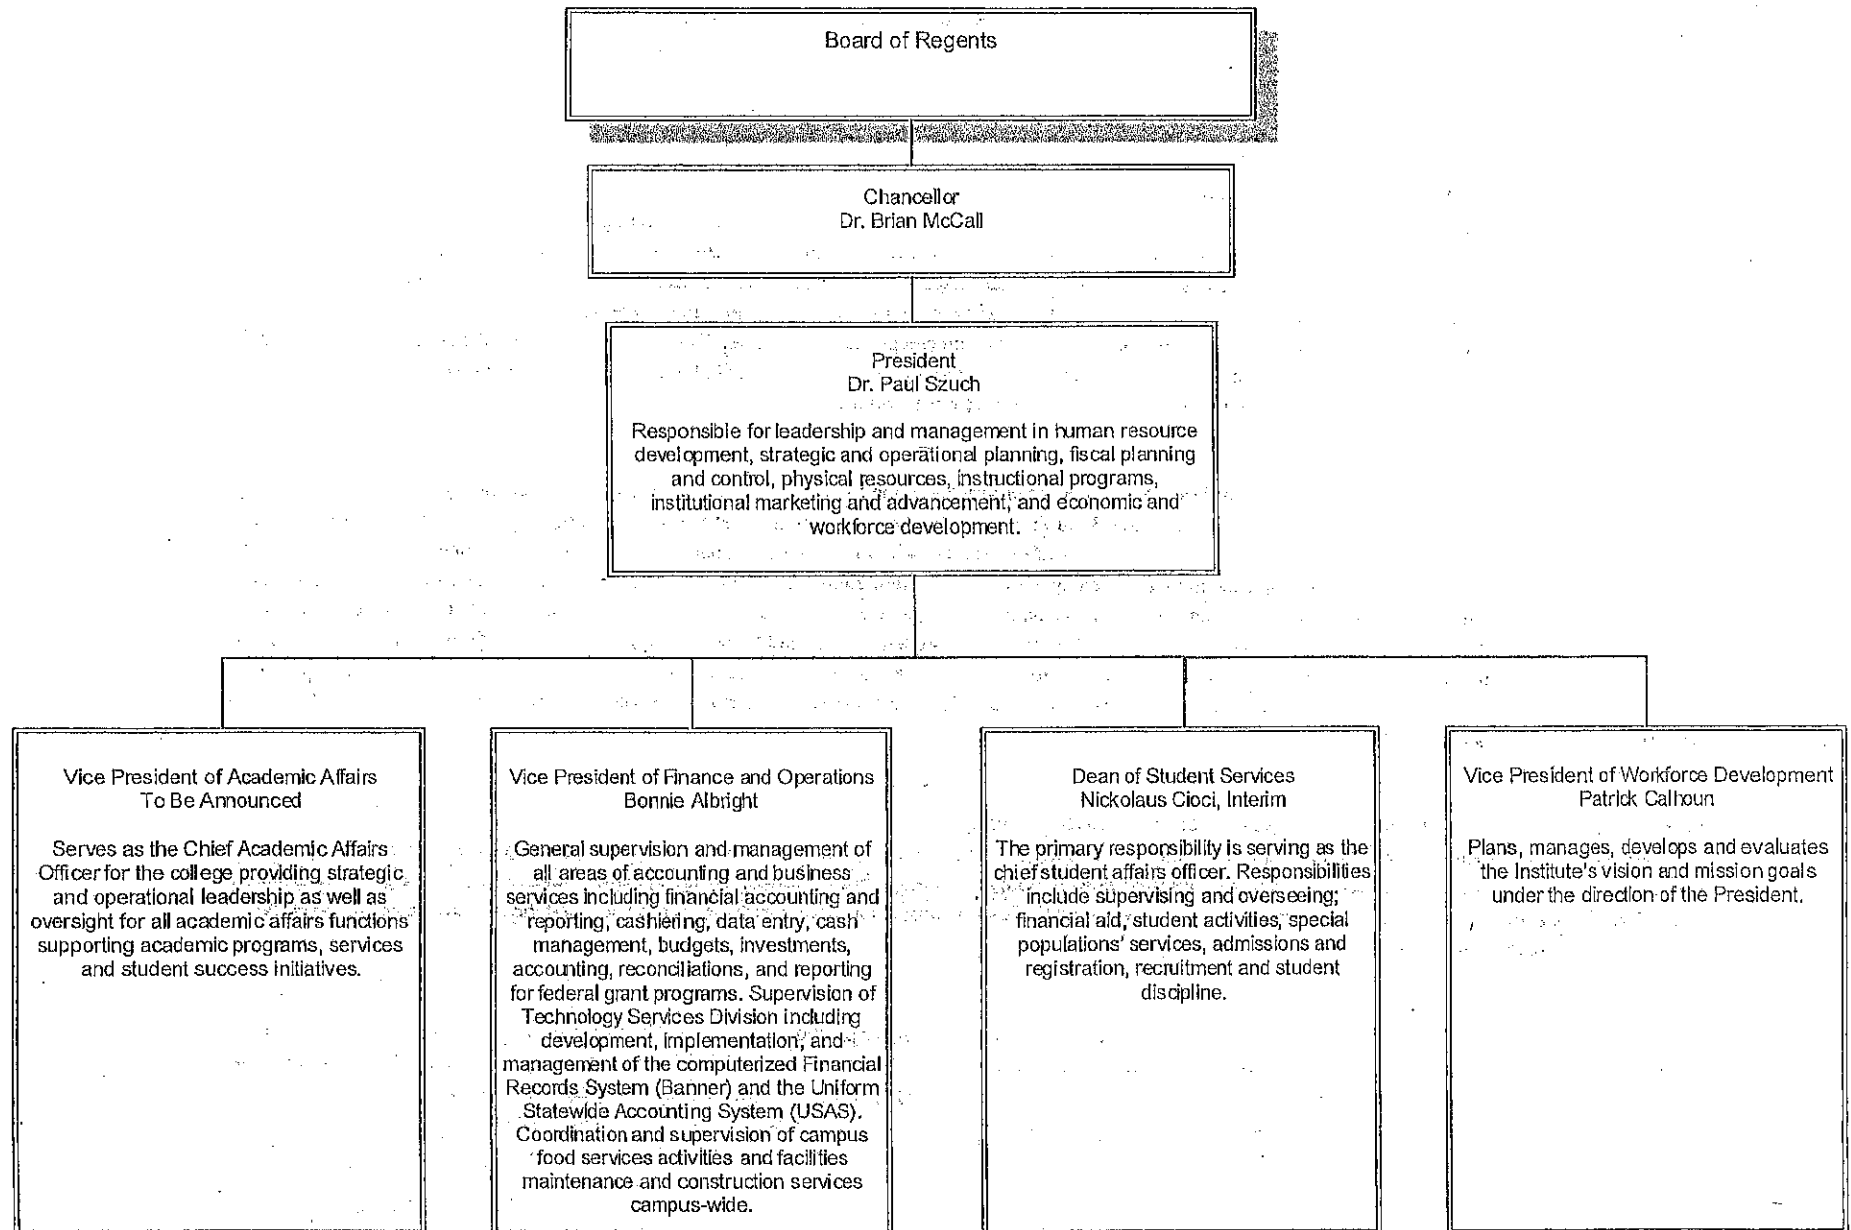 Board of Regents
Chancellor
Dr. Brian McCall
President
Dr. Paul Szuch
Responsible for leadership and management in human resource
development, strategic and operational planning, fiscal planning
and control, physical resources, instructional programs,
institutional marketing and advancement, and economic and
workforce development.
Vice President of Academic Affairs
To Be Announced
Serves as the Chief Academic Affairs
Officer for the college providing strategic
and operational leadership as well as
oversight for all academic affairs functions
supporting academic programs, services
and student success initiatives.
Vice President of Finance and Operations
Bonnie Albright
General supervision and management of
all areas of accounting and business
services including financial accounting and
reporting, cashiering, data entry, cash
management, budgets, investments,
accounting, reconciliations, and reporting
for federal grant programs. Supervision of
Technology Services Division including
development, implementation, and
management of the computerized Financial
Records System (Banner) and the Uniform
Statewide Accounting System (USAS).
Coordination and supervision of campus
food services activities and facilities
maintenance and construction services
campus-wide.
Dean of Student Services
Nickolaus Cioci, Interim
The primary responsibility is serving as the
chief student affairs officer. Responsibilities
include supervising and overseeing;
financial aid, student activities, special
populations' services, admissions and
registration, recruitment and student
discipline.
Vice President of Workforce Development
Patrick Calhoun
Plans, manages, develops and evaluates
the Institute's vision and mission goals
under the direction of the President.